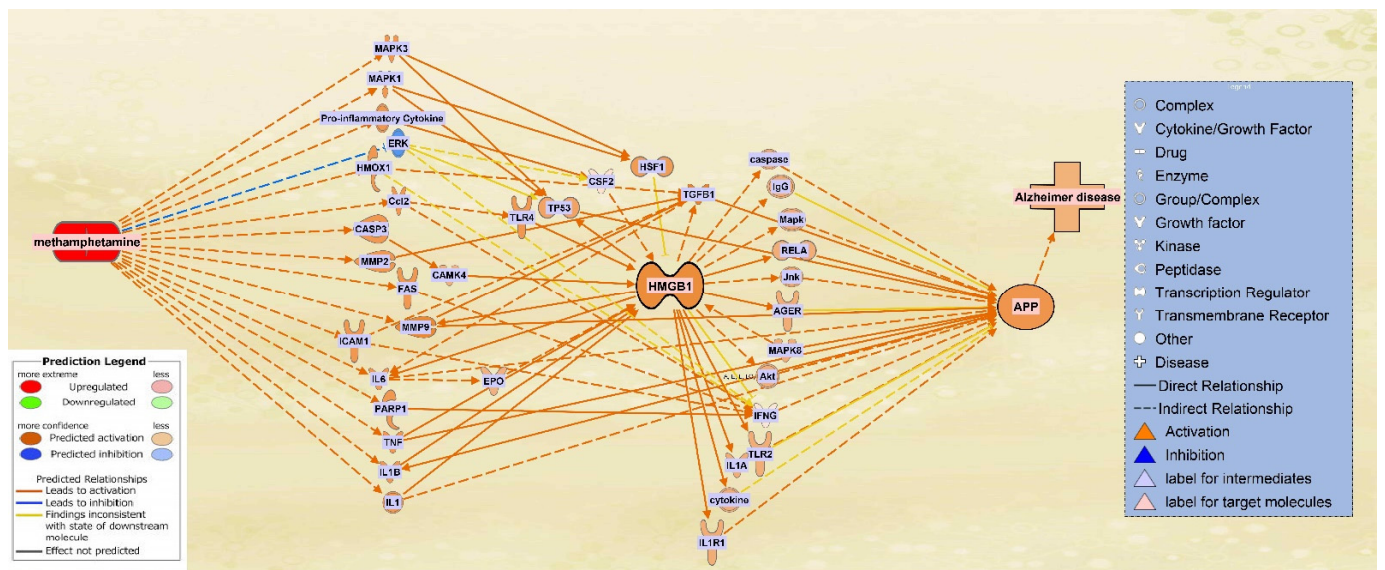 MAPK3
MAPK1
Pro-inflammatory Cytokine
ERK
HMOX1
Ccl2
CASP3
MMP2
FAS
MMP9
ICAM1
IL6
PARP1
TNF
IL1B
IL1
methamphetamine
CAMK4
EPO
TLR4
TP53
CSF2
HSF1
TGFB1
HMGB1
caspase
IgG
Mapk
RELA
Jnk
AGER
MAPK8
Akt
IFNG
TLR2
IL1A
cytokine
IL1R1
APP
Alzheimer disease
Prediction Legend
more extreme less
Upregulated
Downregulated
more confidence less
Predicted activation
Predicted inhibition
Predicted Relationships
Leads to activation
Leads to inhibition
Findings inconsistent
with state of downstream
molecule
Effect not predicted
Legend
Complex
Cytokine/Growth Factor
Drug
Enzyme
Group/Complex
Growth factor
Kinase
Peptidase
Transcription Regulator
Transmembrane Receptor
Other
Disease
Direct Relationship
Indirect Relationship
Activation
Inhibition
label for intermediates
label for target molecules